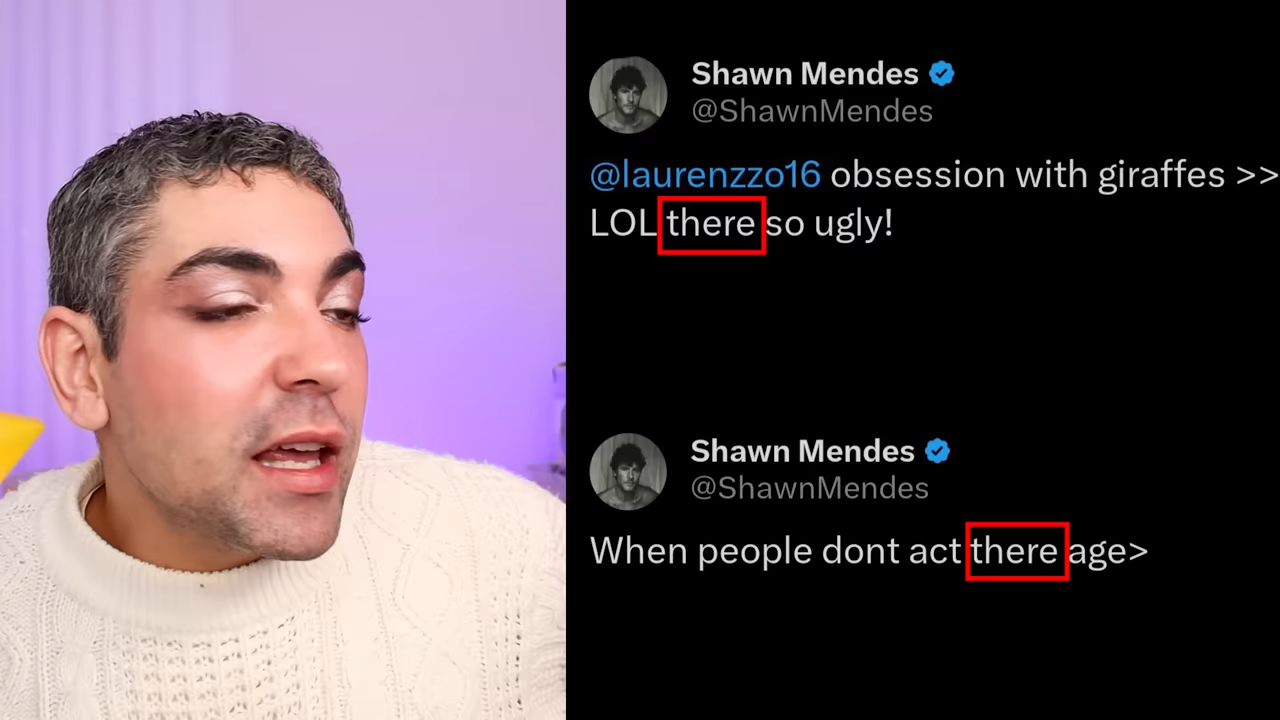 Shawn Mendes
@ShawnMendes
@laurenzzo16 obsession with giraffes >>
LOL there so ugly!
Shawn Mendes
@ShawnMendes
When people dont act there age>